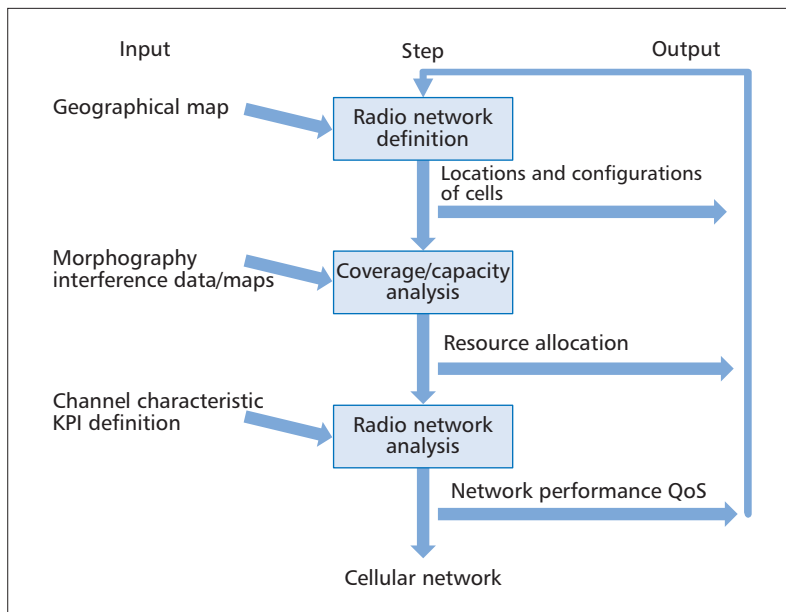 Input
Step
Output
Geographical map
Radio network
definition
Locations and configurations
of cells
Morphography
interference data/maps
Coverage/capacity
analysis
Resource allocation
Channel characteristic
KPI definition
Radio network
analysis
Network performance QoS
Cellular network